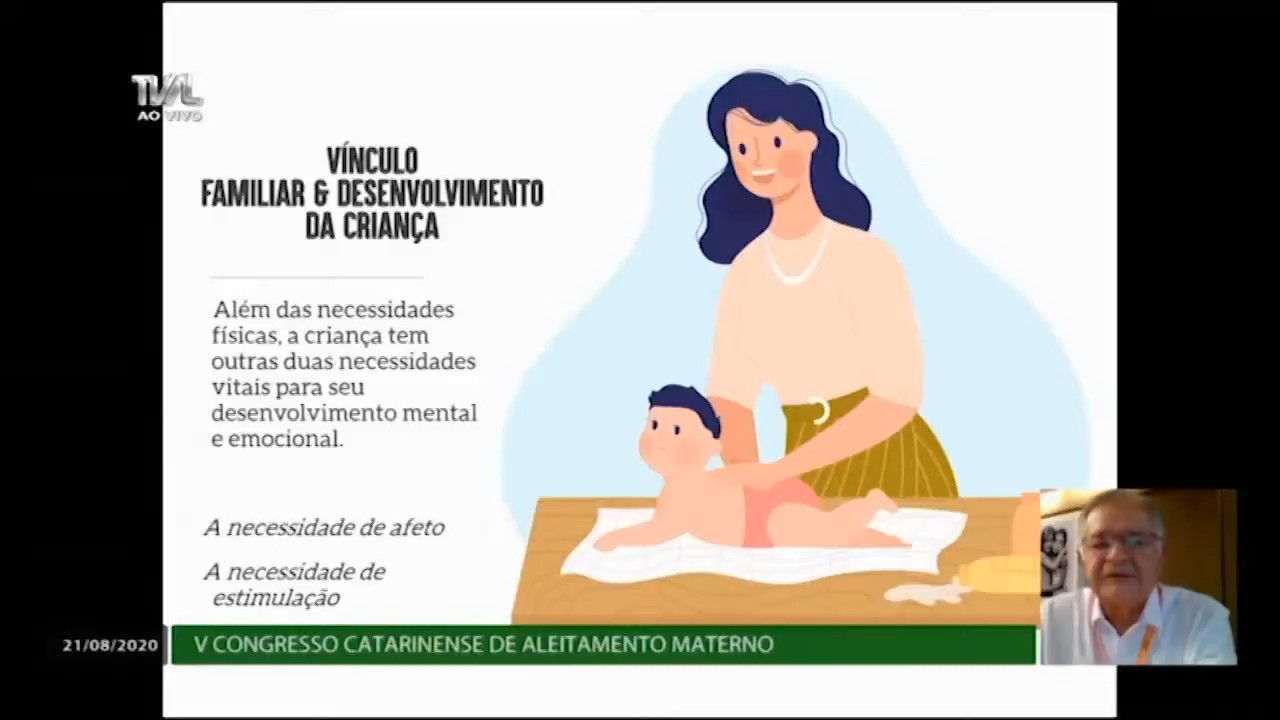 TVAL
AO VIVO
VÍNCULO
FAMILIAR & DESENVOLVIMENTO
DA CRIANÇA
Além das necessidades
físicas, a criança tem
outras duas necessidades
vitais para seu
desenvolvimento mental
e emocional.
A necessidade de afeto
A necessidade de
estimulação
21/08/2020
V CONGRESSO CATARINENSE DE ALEITAMENTO MATERNO